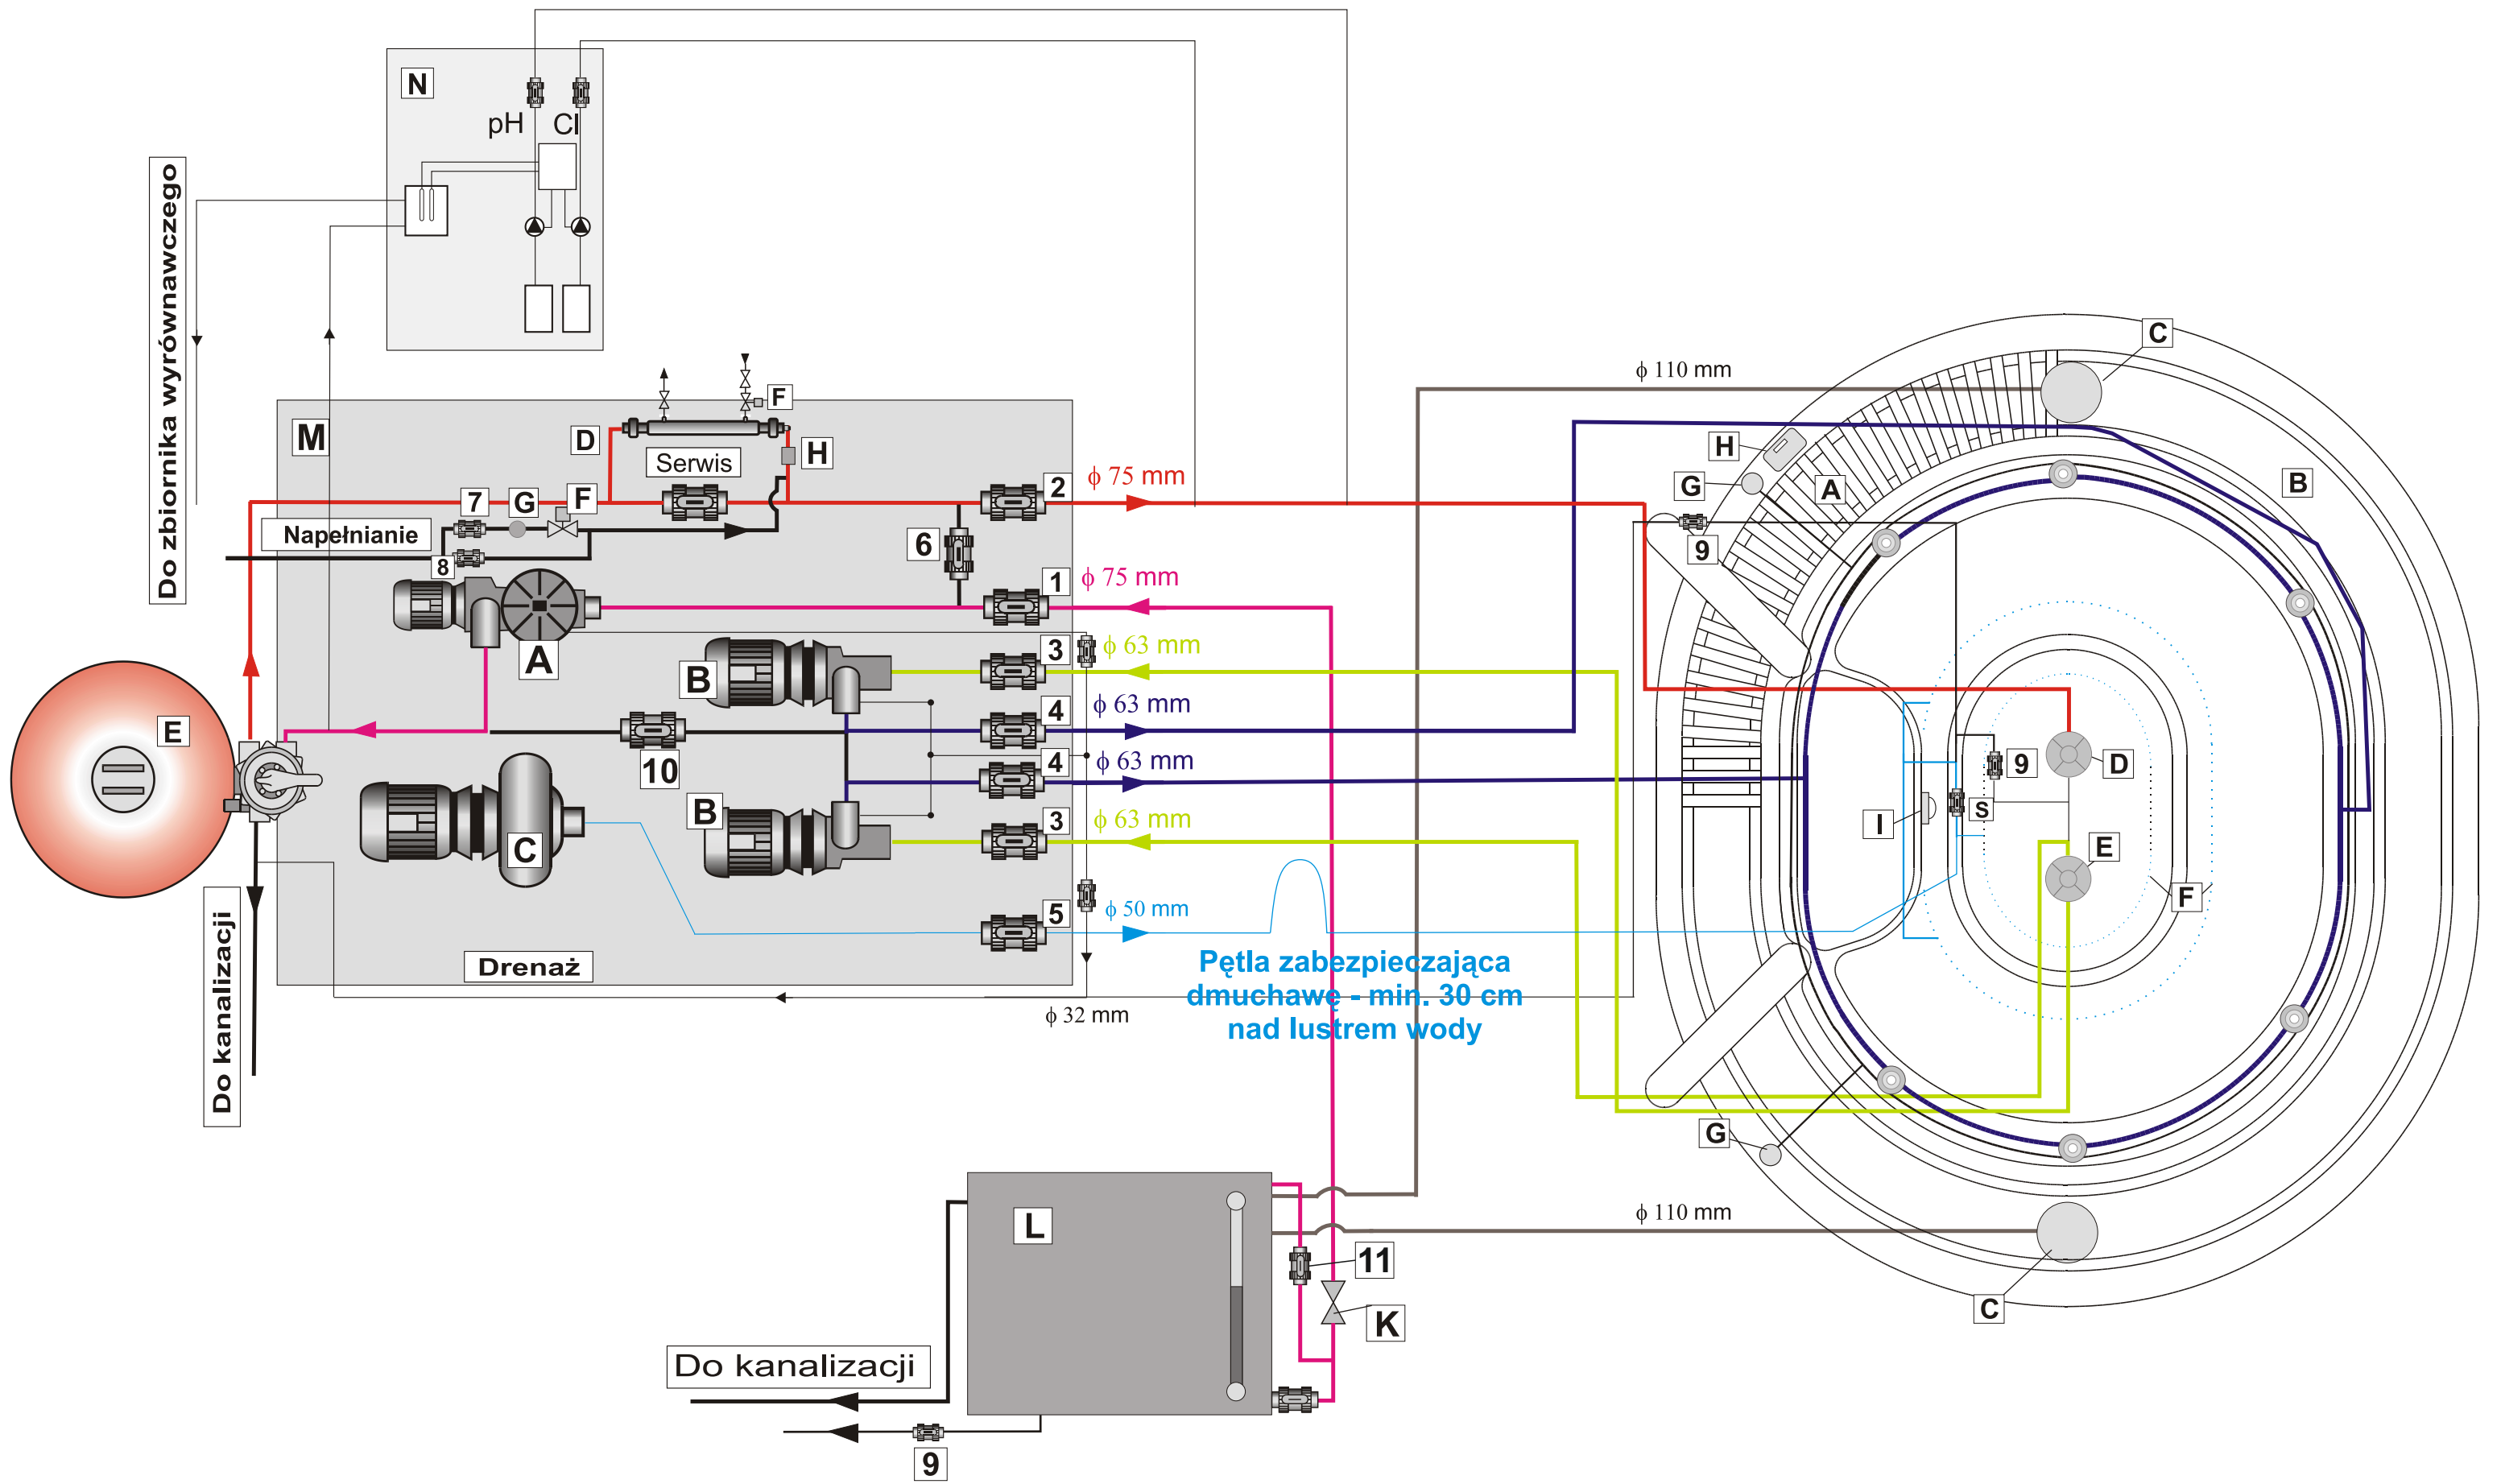 N
pH Cl
Do zbiornika wyrównawczego
M
D
F
Serwis
H
7
G
F
Napełnianie
8
2
ϕ 75 mm
6
1
ϕ 75 mm
A
3
ϕ 63 mm
B
4
ϕ 63 mm
4
ϕ 63 mm
10
B
3
ϕ 63 mm
C
5
ϕ 50 mm
E
Drenaż
Do kanalizacji
Pętla zabezpieczająca
dmuchawę - min. 30 cm
nad lustrem wody
ϕ 32 mm
ϕ 110 mm
C
H
G
A
B
9
9
D
S
I
E
F
G
ϕ 110 mm
C
L
11
K
Do kanalizacji
9